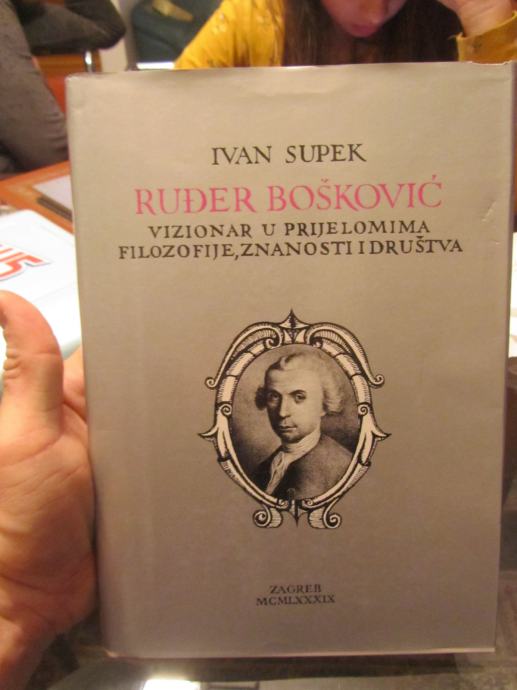 IVAN SUPEK
RUĐER BOŠKOVIĆ
VIZIONAR U PRIJELOMIMA
FILOZOFIJE, ZNANOSTI I DRUŠTVA
ZAGREB
MCMLXXXIX